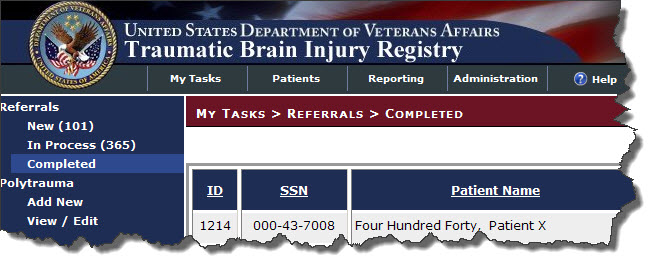 UNITED STATES DEPARTMENT OF VETERANS AFFAIRS
Traumatic Brain Injury Registry
My Tasks Patients Reporting Administration ? Help
Referrals
New (101)
In Process (365)
Completed
Polytrauma
Add New
View / Edit
MY TASKS > REFERRALS > COMPLETED
ID SSN Patient Name
1214 000-43-7008 Four Hundred Forty, Patient X